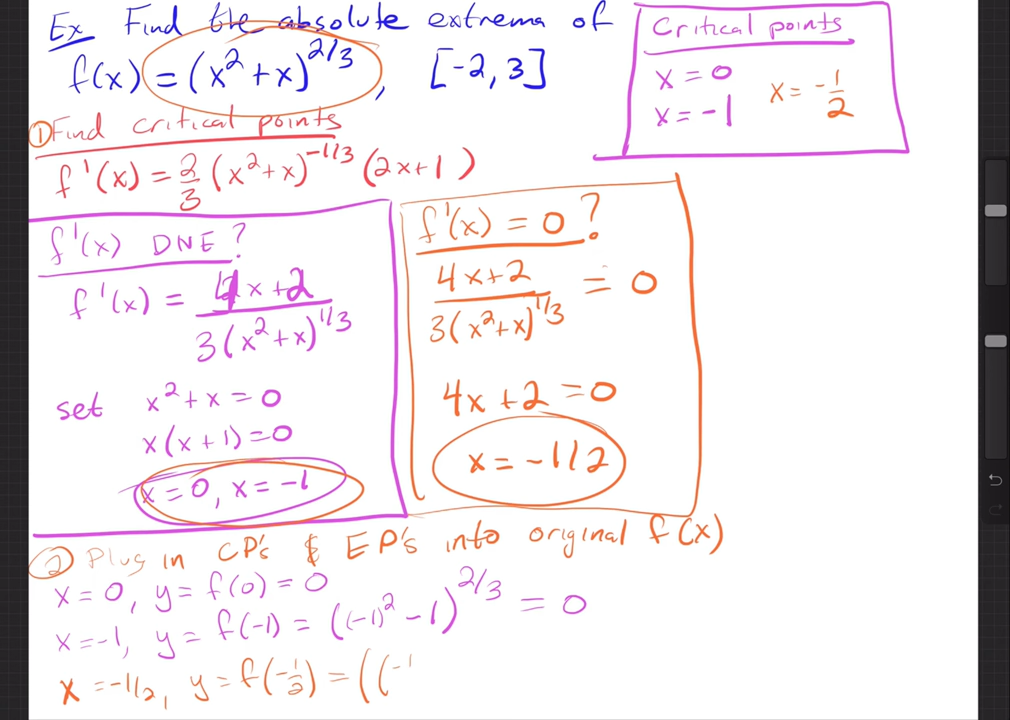 Ex Find the absolute extrema of
f(x) = (x² + x)^2/3, [-2, 3]
Critical points
x = 0
x = -1
x = -1/2
① Find critical points
f'(x) = 2/3 (x² + x)^-1/3 (2x + 1)
f'(x) DNE?
f'(x) = (4x + 2) / (3(x² + x)^1/3)
set x² + x = 0
x(x + 1) = 0
x = 0, x = -1
f'(x) = 0?
(4x + 2) / (3(x² + x)^1/3) = 0
4x + 2 = 0
x = -1/2
② Plug in CP's & EP's into original f(x)
x = 0, y = f(0) = 0
x = -1, y = f(-1) = ((-1)² - 1)^2/3 = 0
x = -1/2, y = f(-1/2) = ((-1